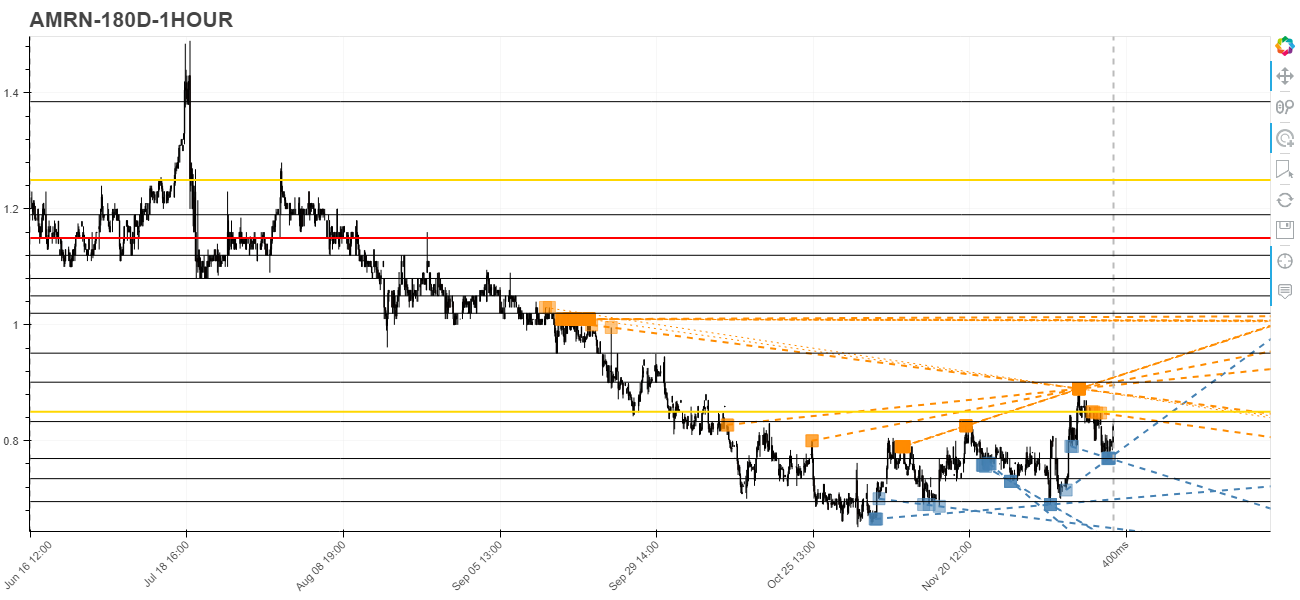 AMRN-180D-1HOUR
1.4
1.2
1
0.8
Jun 16 12:00
Jul 18 16:00
Aug 08 19:00
Sep 05 13:00
Sep 29 14:00
Oct 25 13:00
Nov 20 12:00
400ms